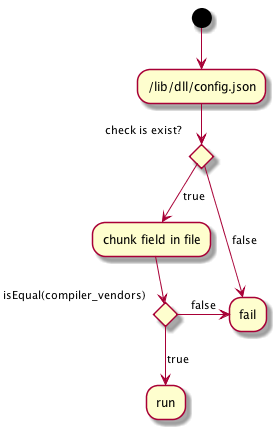 /lib/dll/config.json
check is exist?
true
chunk field in file
false
isEqual(compiler_vendors)
false
fail
true
run